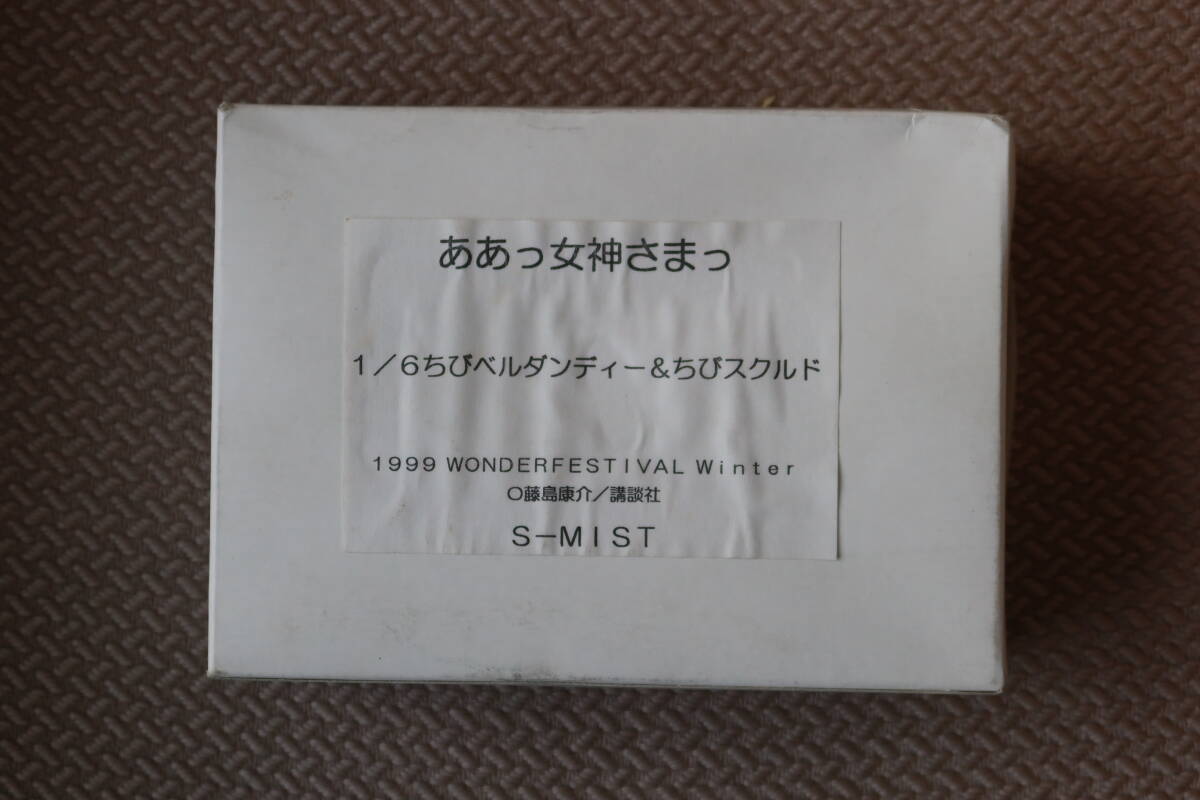 ああっ女神さまっ
１／６ちびベルダンディー＆ちびスクルド
１９９９ ＷＯＮＤＥＲＦＥＳＴＩＶＡＬ Ｗｉｎｔｅｒ
○藤島康介／講談社
Ｓ－ＭＩＳＴ